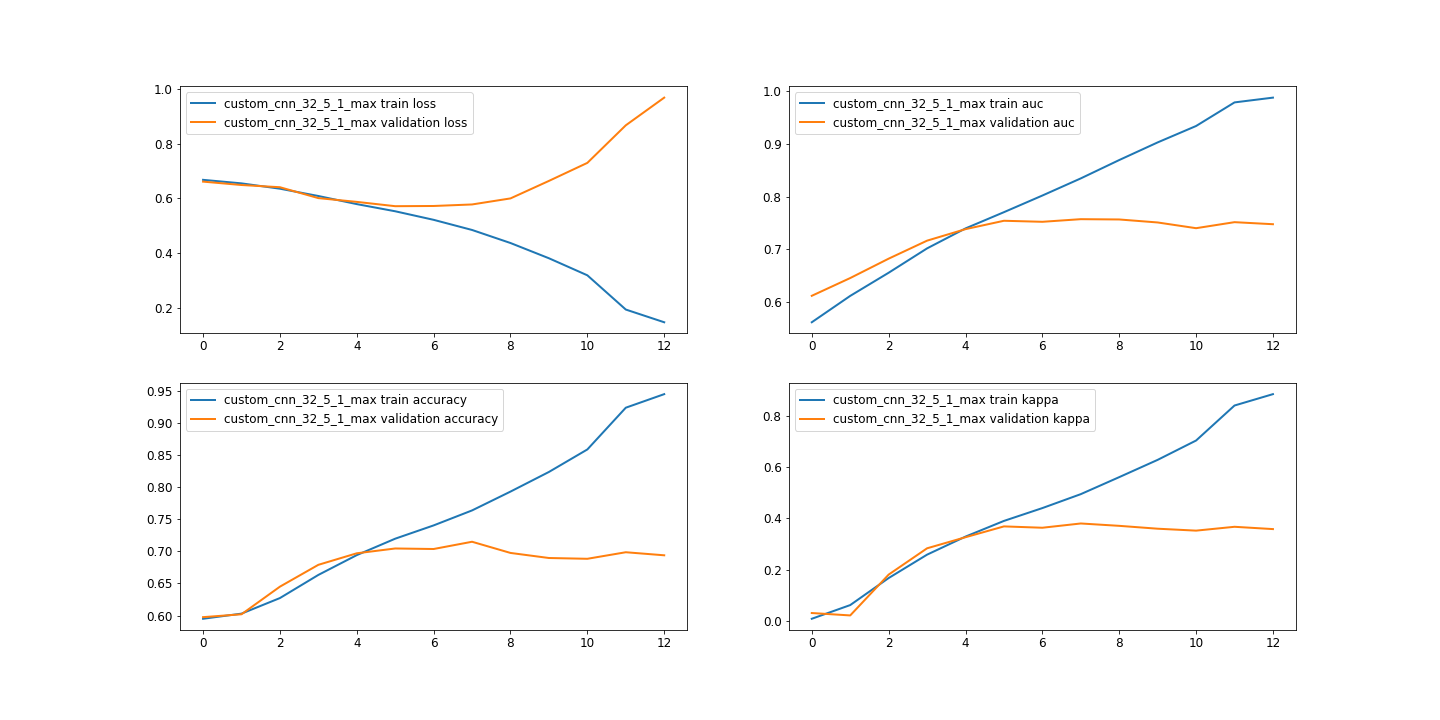 custom_cnn_32_5_1_max train loss
custom_cnn_32_5_1_max validation loss
1.0
0.8
0.6
0.4
0.2
0 2 4 6 8 10 12
custom_cnn_32_5_1_max train auc
custom_cnn_32_5_1_max validation auc
1.0
0.9
0.8
0.7
0.6
0 2 4 6 8 10 12
custom_cnn_32_5_1_max train accuracy
custom_cnn_32_5_1_max validation accuracy
0.95
0.90
0.85
0.80
0.75
0.70
0.65
0.60
0 2 4 6 8 10 12
custom_cnn_32_5_1_max train kappa
custom_cnn_32_5_1_max validation kappa
0.8
0.6
0.4
0.2
0.0
0 2 4 6 8 10 12